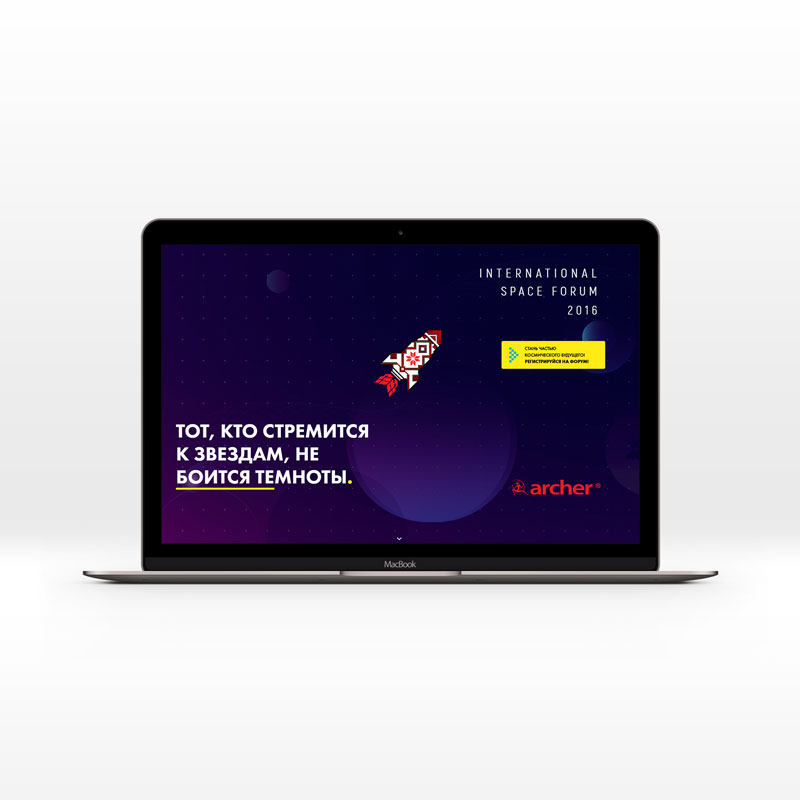 INTERNATIONAL
SPACE FORUM
2016
СТАНЬ ЧАСТЬЮ
КОСМИЧЕСКОГО БУДУЩЕГО!
РЕГИСТРИРУЙСЯ НА ФОРУМ!
ТОТ, КТО СТРЕМИТСЯ
К ЗВЕЗДАМ, НЕ
БОИТСЯ ТЕМНОТЫ.
archer®
MacBook